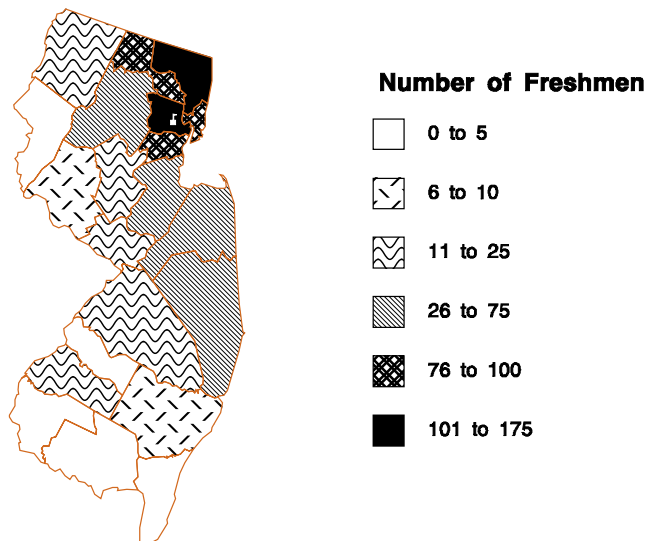 Number of Freshmen
0 to 5
6 to 10
11 to 25
26 to 75
76 to 100
101 to 175